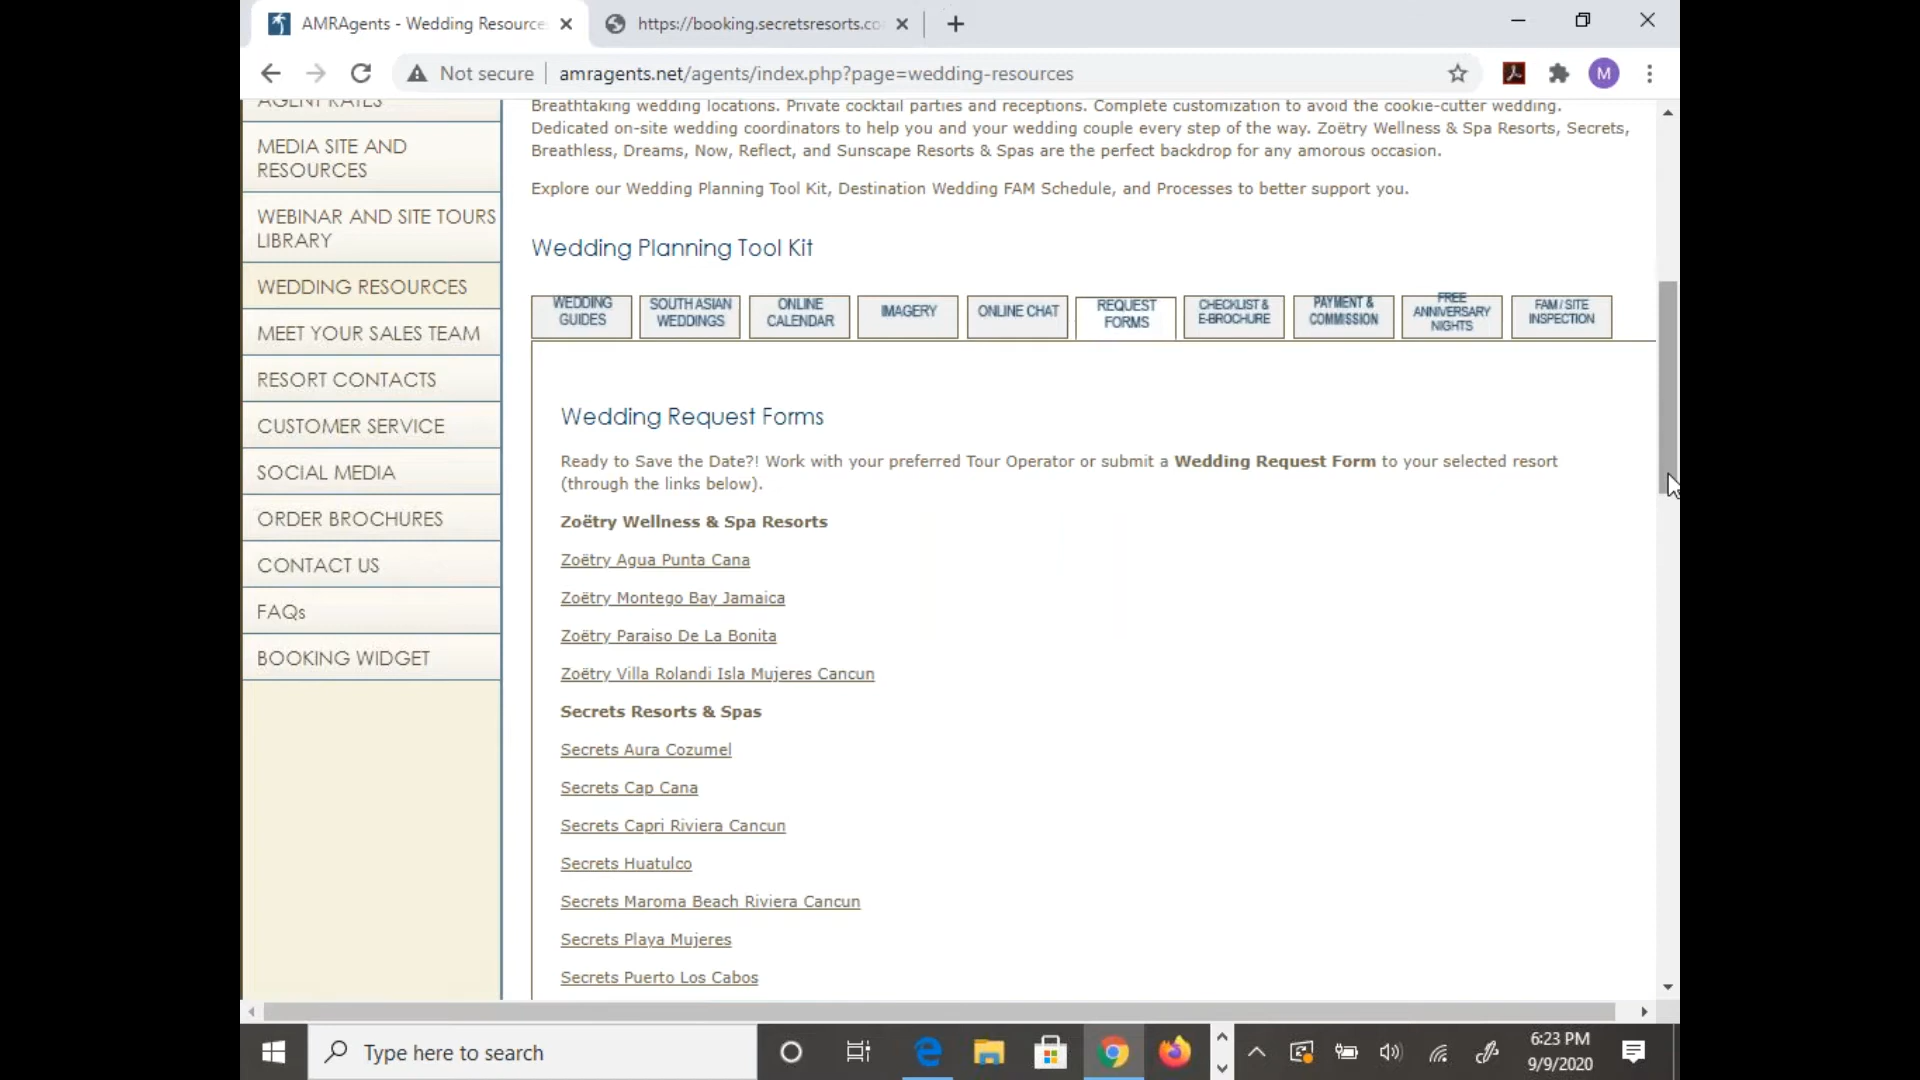 AMRAgents - Wedding Resource
https://booking.secretsresorts.co
Not secure
amragents.net/agents/index.php?page=wedding-resources
M
AGENT RATES
MEDIA SITE AND
RESOURCES
WEBINAR AND SITE TOURS
LIBRARY
WEDDING RESOURCES
MEET YOUR SALES TEAM
RESORT CONTACTS
CUSTOMER SERVICE
SOCIAL MEDIA
ORDER BROCHURES
CONTACT US
FAQs
BOOKING WIDGET
Breathtaking wedding locations. Private cocktail parties and receptions. Complete customization to avoid the cookie-cutter wedding.
Dedicated on-site wedding coordinators to help you and your wedding couple every step of the way. Zoëtry Wellness & Spa Resorts, Secrets,
Breathless, Dreams, Now, Reflect, and Sunscape Resorts & Spas are the perfect backdrop for any amorous occasion.
Explore our Wedding Planning Tool Kit, Destination Wedding FAM Schedule, and Processes to better support you.
Wedding Planning Tool Kit
WEDDING
GUIDES
SOUTH ASIAN
WEDDINGS
ONLINE
CALENDAR
IMAGERY
ONLINE CHAT
REQUEST
FORMS
CHECKLIST &
E-BROCHURE
PAYMENT &
COMMISSION
FREE
ANNIVERSARY
NIGHTS
FAM / SITE
INSPECTION
Wedding Request Forms
Ready to Save the Date?! Work with your preferred Tour Operator or submit a Wedding Request Form to your selected resort
(through the links below).
Zoëtry Wellness & Spa Resorts
Zoëtry Agua Punta Cana
Zoëtry Montego Bay Jamaica
Zoëtry Paraiso De La Bonita
Zoëtry Villa Rolandi Isla Mujeres Cancun
Secrets Resorts & Spas
Secrets Aura Cozumel
Secrets Cap Cana
Secrets Capri Riviera Cancun
Secrets Huatulco
Secrets Maroma Beach Riviera Cancun
Secrets Playa Mujeres
Secrets Puerto Los Cabos
Type here to search
6:23 PM
9/9/2020